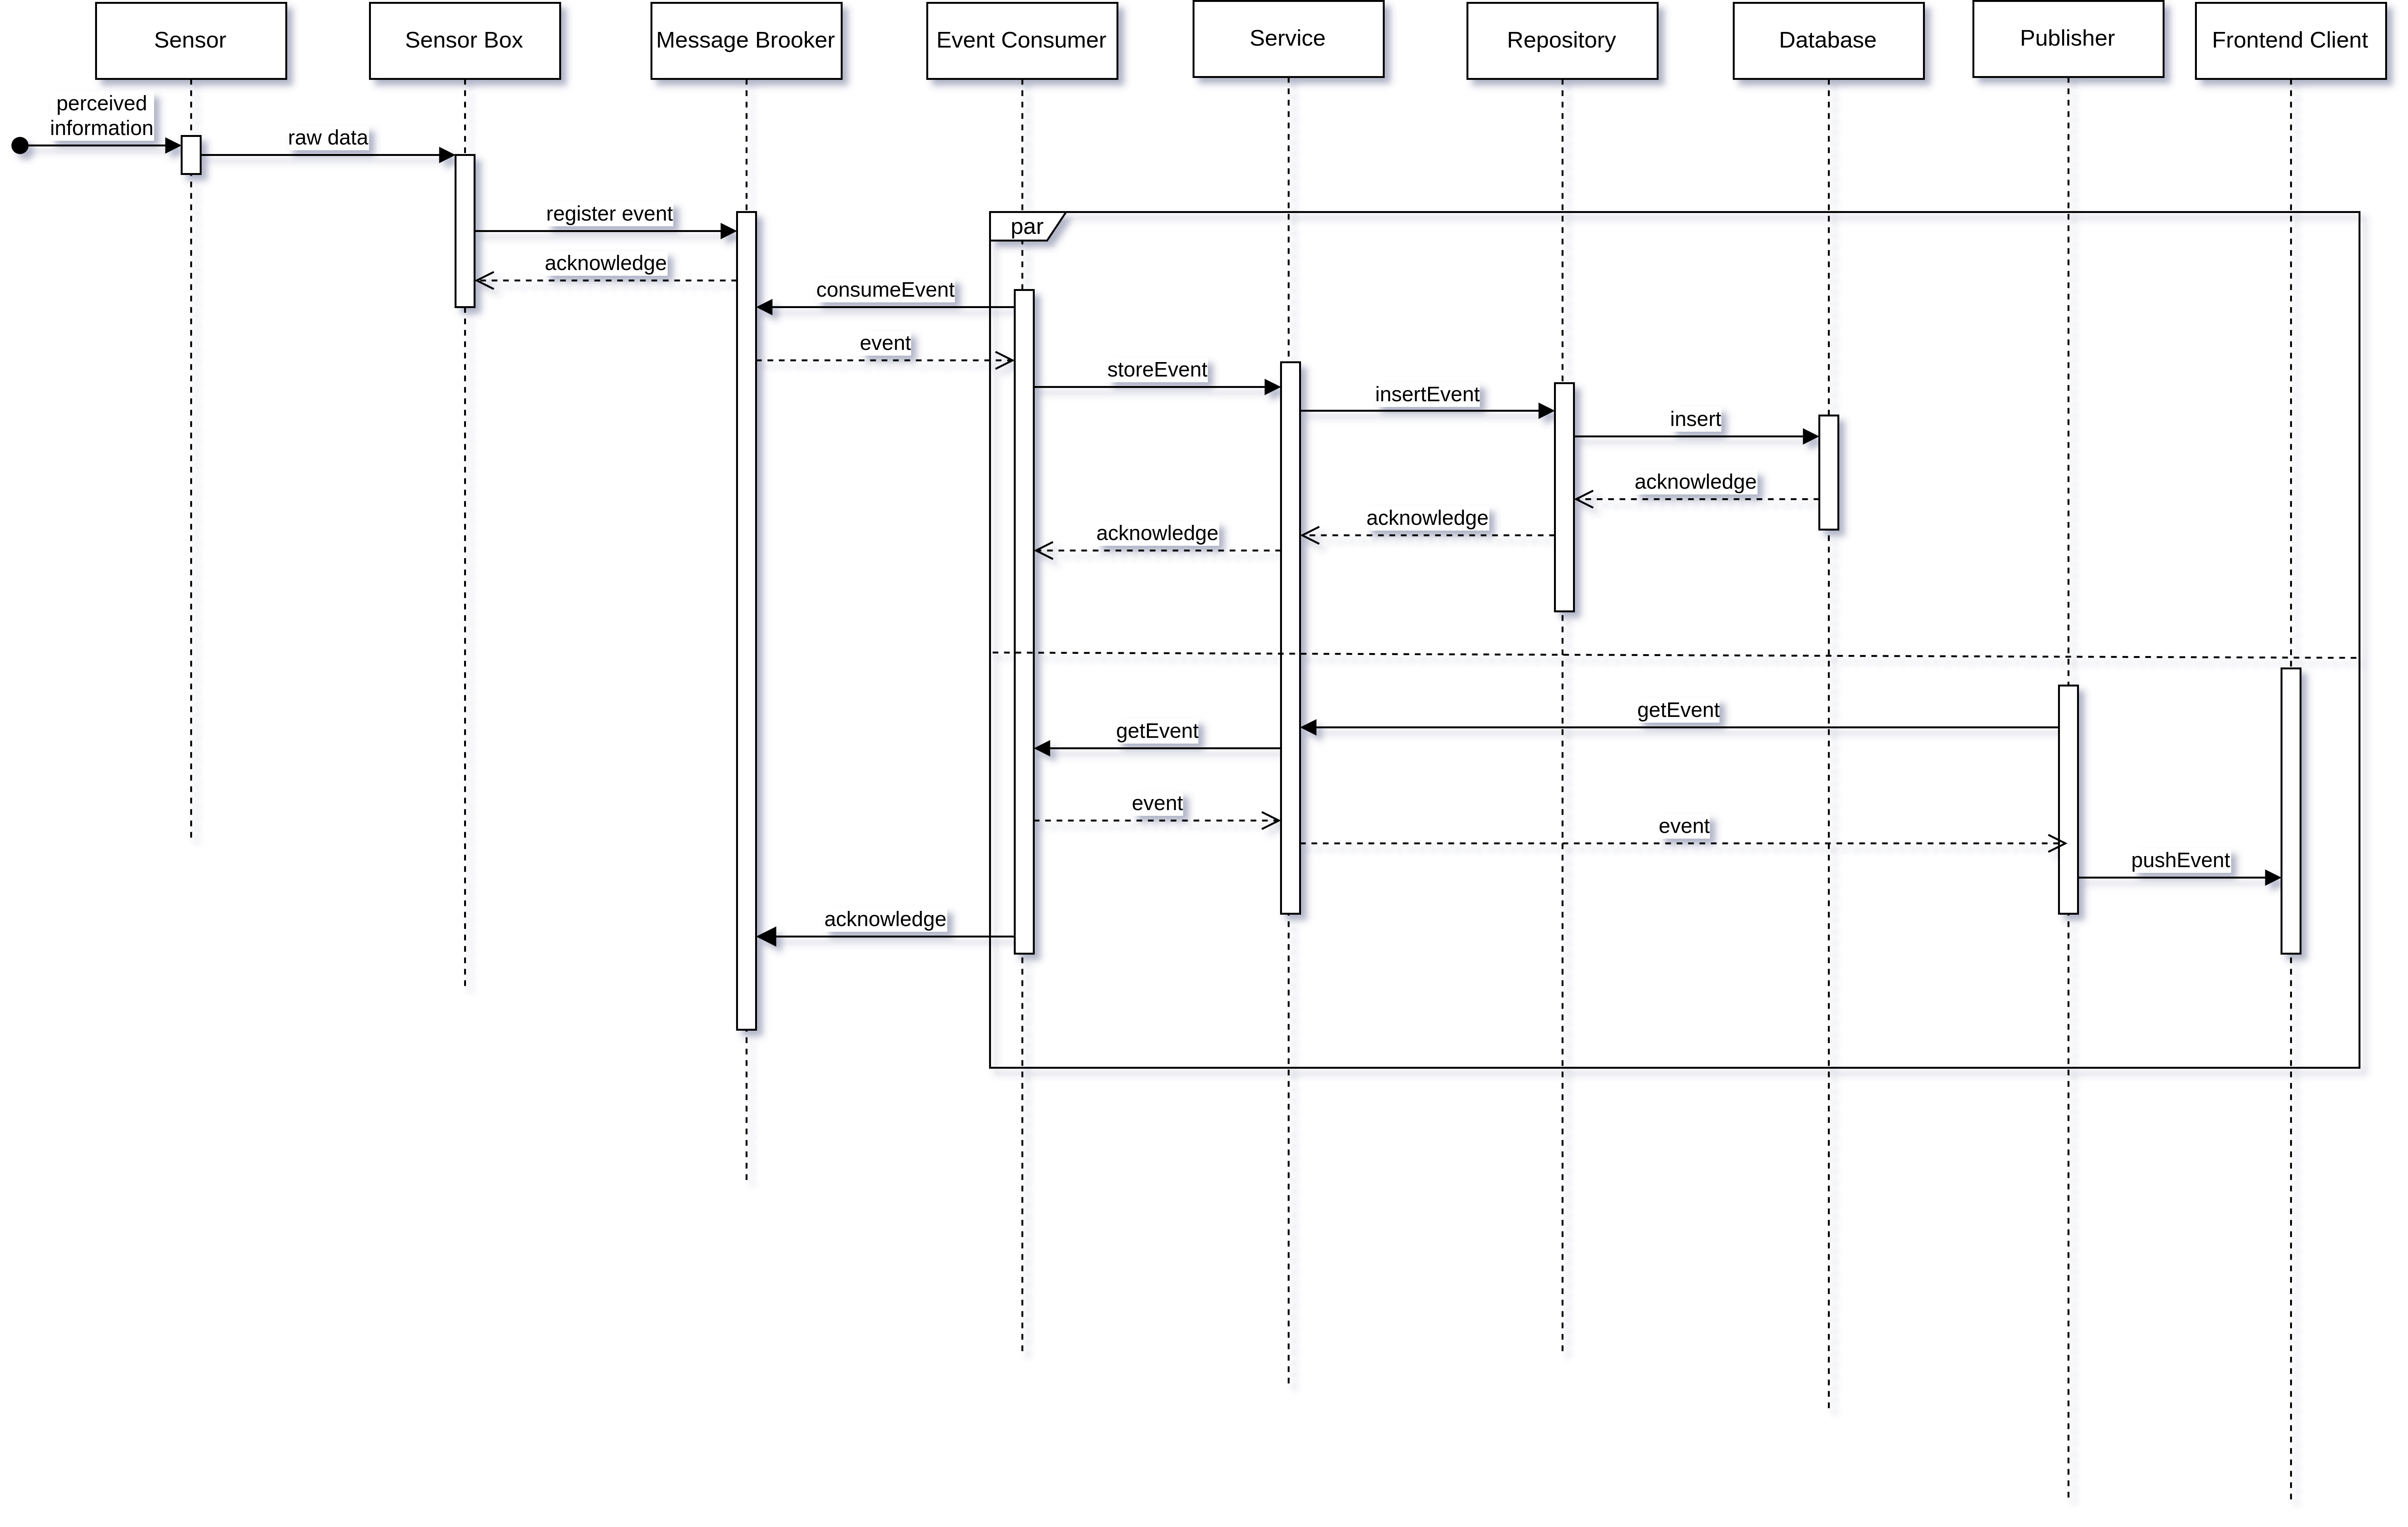 Sensor
Sensor Box
Message Brooker
Event Consumer
Service
Repository
Database
Publisher
Frontend Client
perceived
information
raw data
register event
par
acknowledge
consumeEvent
event
storeEvent
insertEvent
insert
acknowledge
acknowledge
acknowledge
getEvent
getEvent
event
event
pushEvent
acknowledge